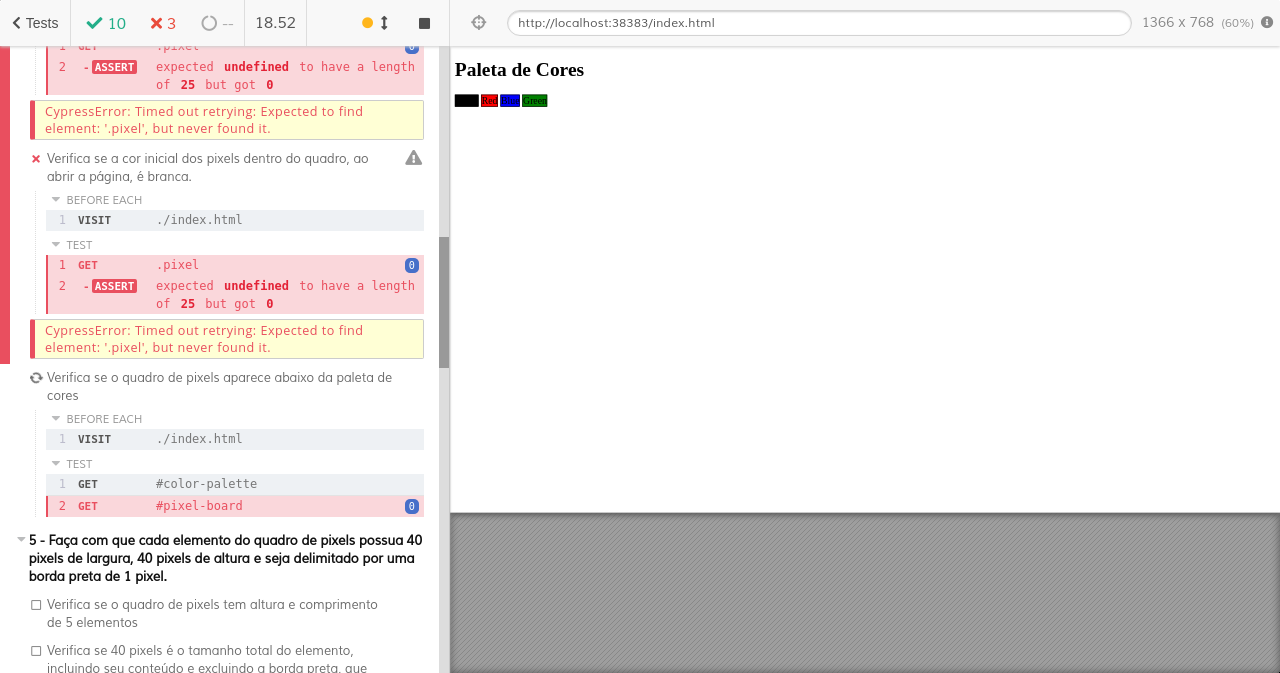 Tests 10 3 -- 18.52 http://localhost:38383/index.html 1366 x 768 (60%)
1 GET .pixel 0
2 -ASSERT expected undefined to have a length
of 25 but got 0
CypressError: Timed out retrying: Expected to find
element: '.pixel', but never found it.
Verifica se a cor inicial dos pixels dentro do quadro, ao
abrir a página, é branca.
BEFORE EACH
1 VISIT ./index.html
TEST
1 GET .pixel 0
2 -ASSERT expected undefined to have a length
of 25 but got 0
CypressError: Timed out retrying: Expected to find
element: '.pixel', but never found it.
Verifica se o quadro de pixels aparece abaixo da paleta de
cores
BEFORE EACH
1 VISIT ./index.html
TEST
1 GET #color-palette
2 GET #pixel-board 0
5 - Faça com que cada elemento do quadro de pixels possua 40
pixels de largura, 40 pixels de altura e seja delimitado por uma
borda preta de 1 pixel.
Verifica se o quadro de pixels tem altura e comprimento
de 5 elementos
Verifica se 40 pixels é o tamanho total do elemento,
incluindo seu conteúdo e excluindo a borda preta, que
Paleta de Cores
Red Blue Green